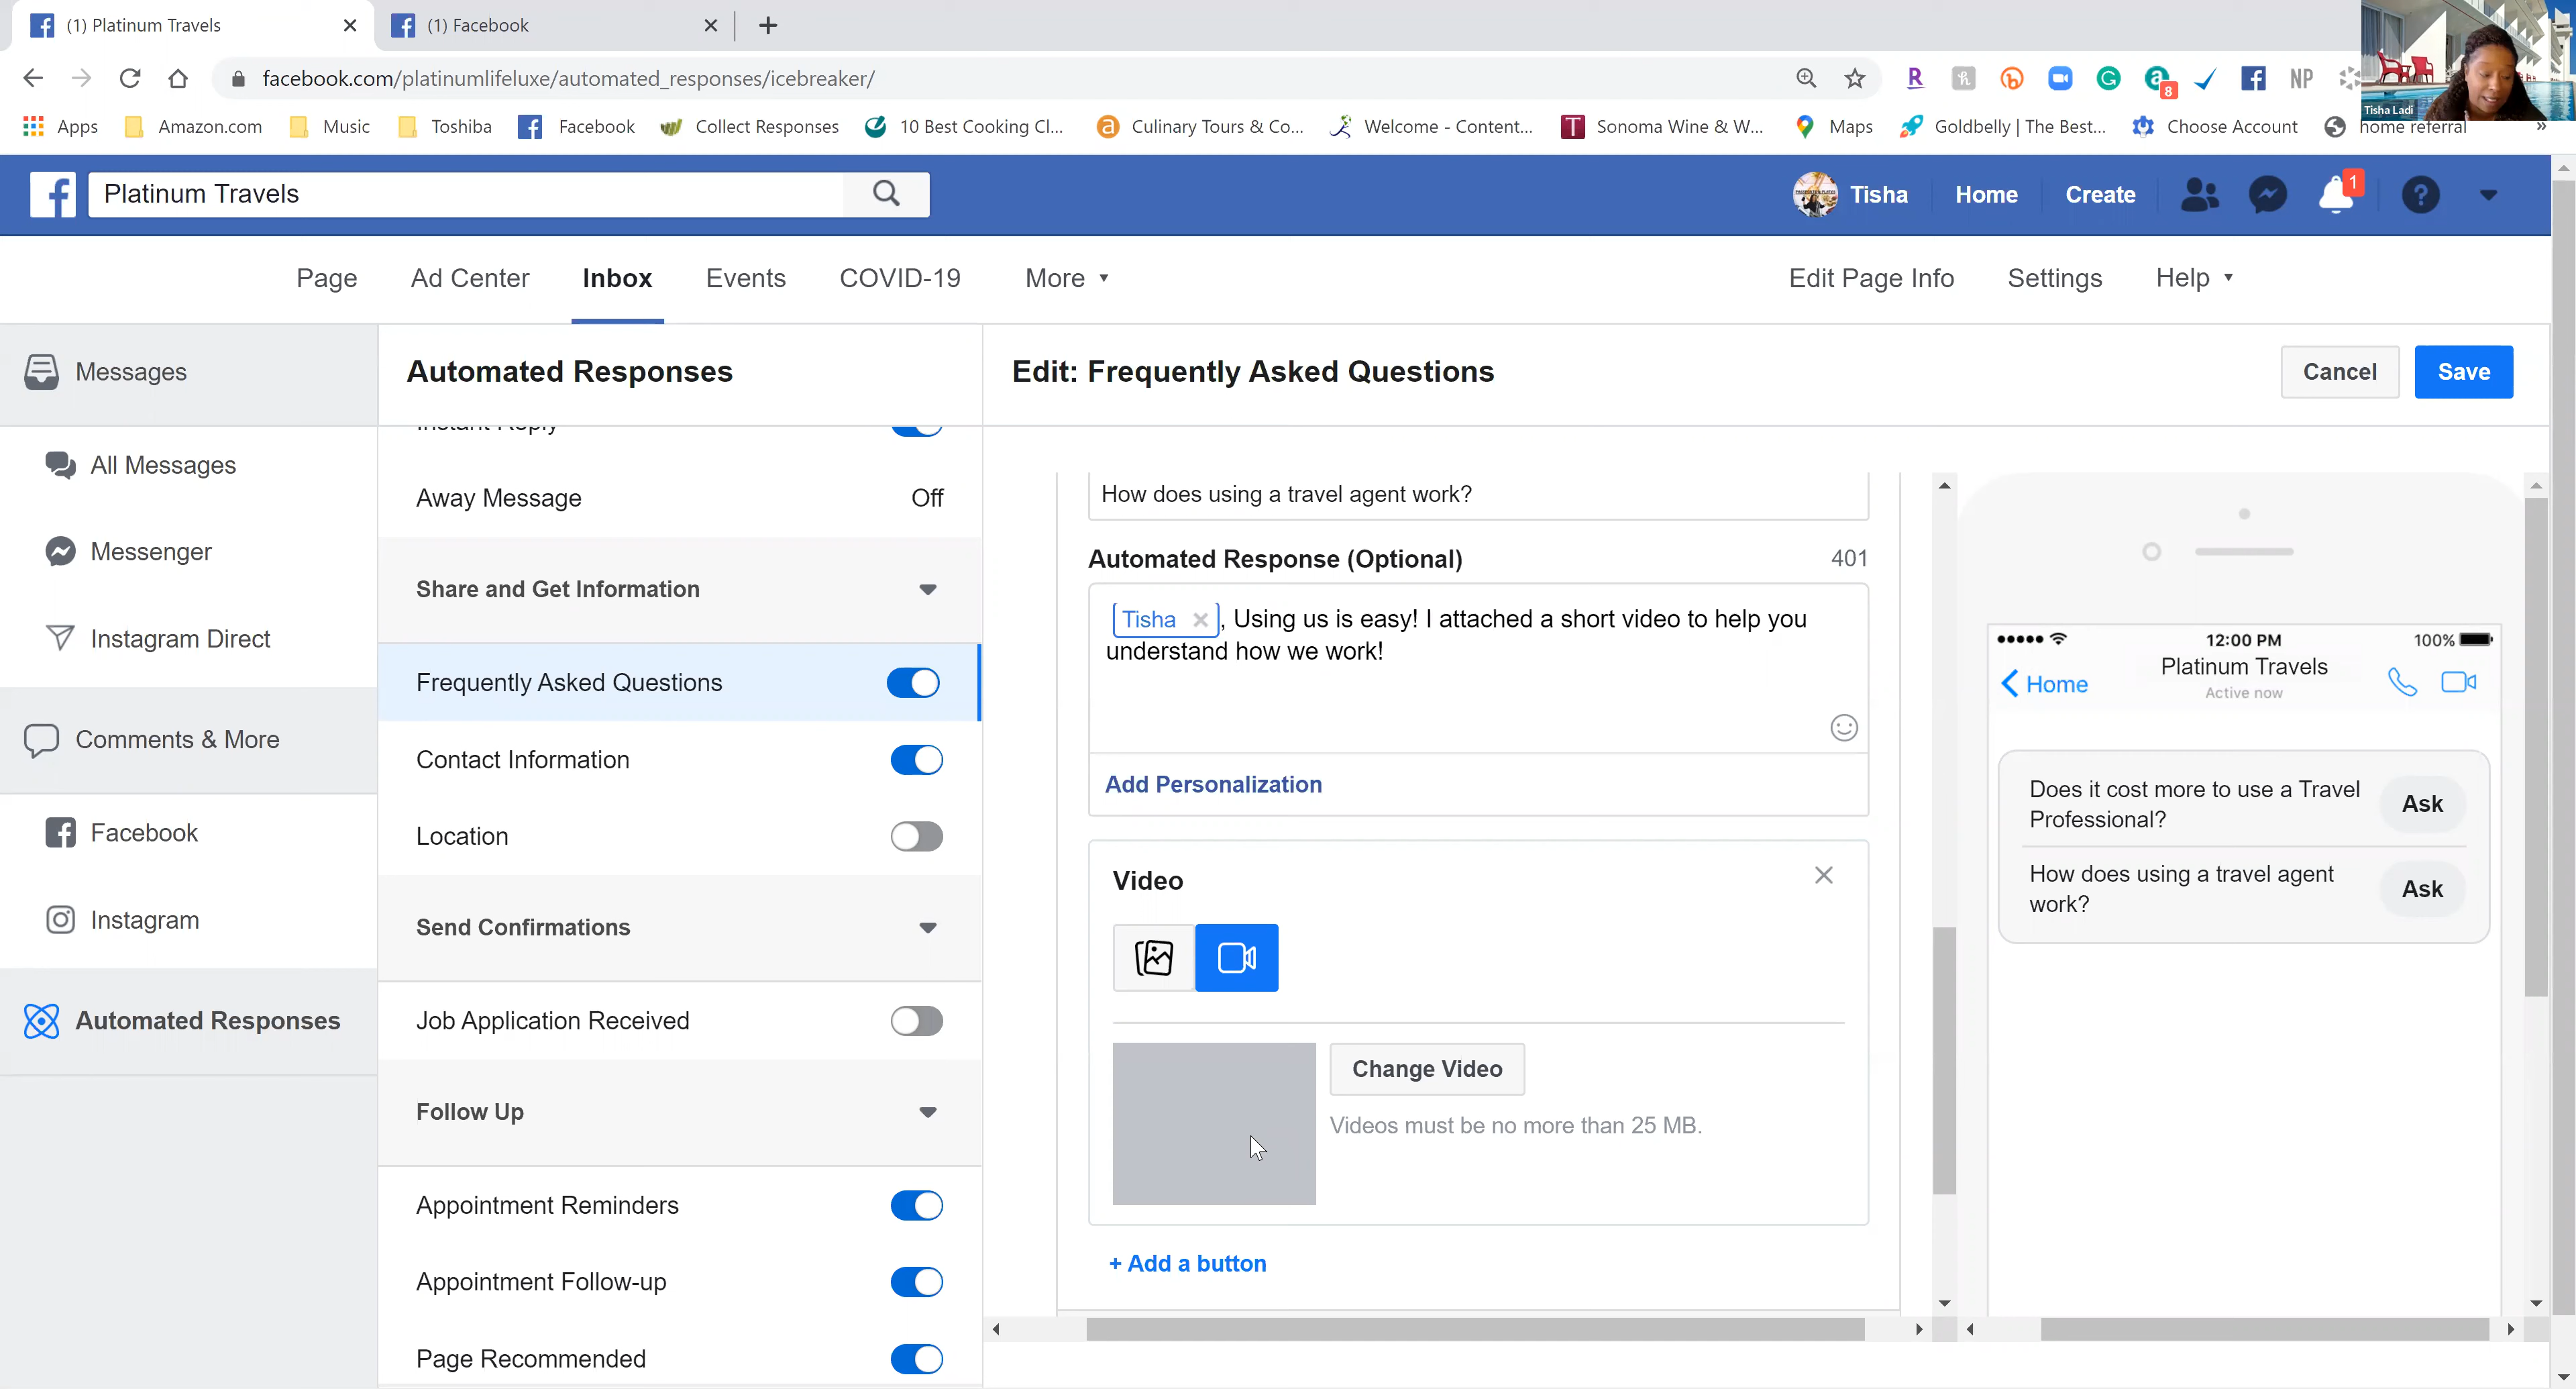 (1) Platinum Travels
(1) Facebook
facebook.com/platinumlifeluxe/automated_responses/icebreaker/
R
8
NP
Tisha Ladi
Apps
Amazon.com
Music
Toshiba
Facebook
Collect Responses
10 Best Cooking Cl...
Culinary Tours & Co...
Welcome - Content...
T
Sonoma Wine & W...
Maps
Goldbelly | The Best...
Choose Account
home referral
»
Platinum Travels
Tisha
Home
Create
1
Page
Ad Center
Inbox
Events
COVID-19
More
Edit Page Info
Settings
Help
Messages
All Messages
Messenger
Instagram Direct
Comments & More
Facebook
Instagram
Automated Responses
Automated Responses
Instant Reply
Away Message
Off
Share and Get Information
Frequently Asked Questions
Contact Information
Location
Send Confirmations
Job Application Received
Follow Up
Appointment Reminders
Appointment Follow-up
Page Recommended
Edit: Frequently Asked Questions
Cancel
Save
How does using a travel agent work?
Automated Response (Optional)
401
Tisha ×, Using us is easy! I attached a short video to help you
understand how we work!
Add Personalization
Video
Change Video
Videos must be no more than 25 MB.
+ Add a button
12:00 PM
100%
Home
Platinum Travels
Active now
Does it cost more to use a Travel
Professional?
Ask
How does using a travel agent
work?
Ask